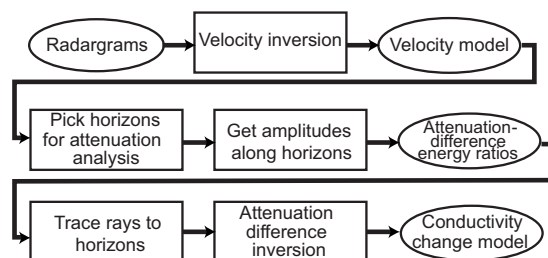 Radargrams
Velocity inversion
Velocity model
Pick horizons
for attenuation
analysis
Get amplitudes
along horizons
Attenuation-
difference
energy ratios
Trace rays to
horizons
Attenuation
difference
inversion
Conductivity
change model